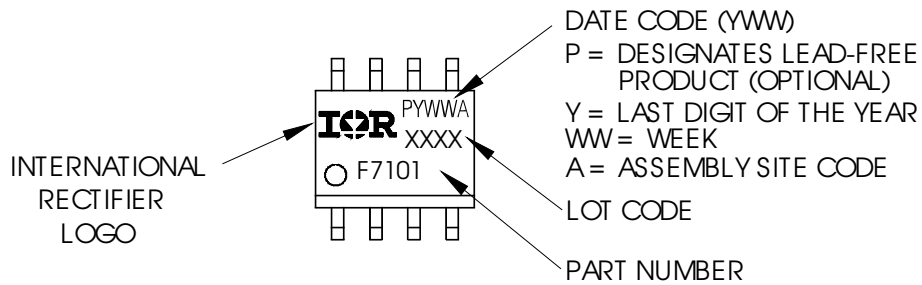 DATE CODE (YWW)
P = DESIGNATES LEAD-FREE
PRODUCT (OPTIONAL)
Y = LAST DIGIT OF THE YEAR
WW = WEEK
A = ASSEMBLY SITE CODE
LOT CODE
PART NUMBER
INTERNATIONAL
RECTIFIER
LOGO
IOR
PYWWA
XXXX
F7101